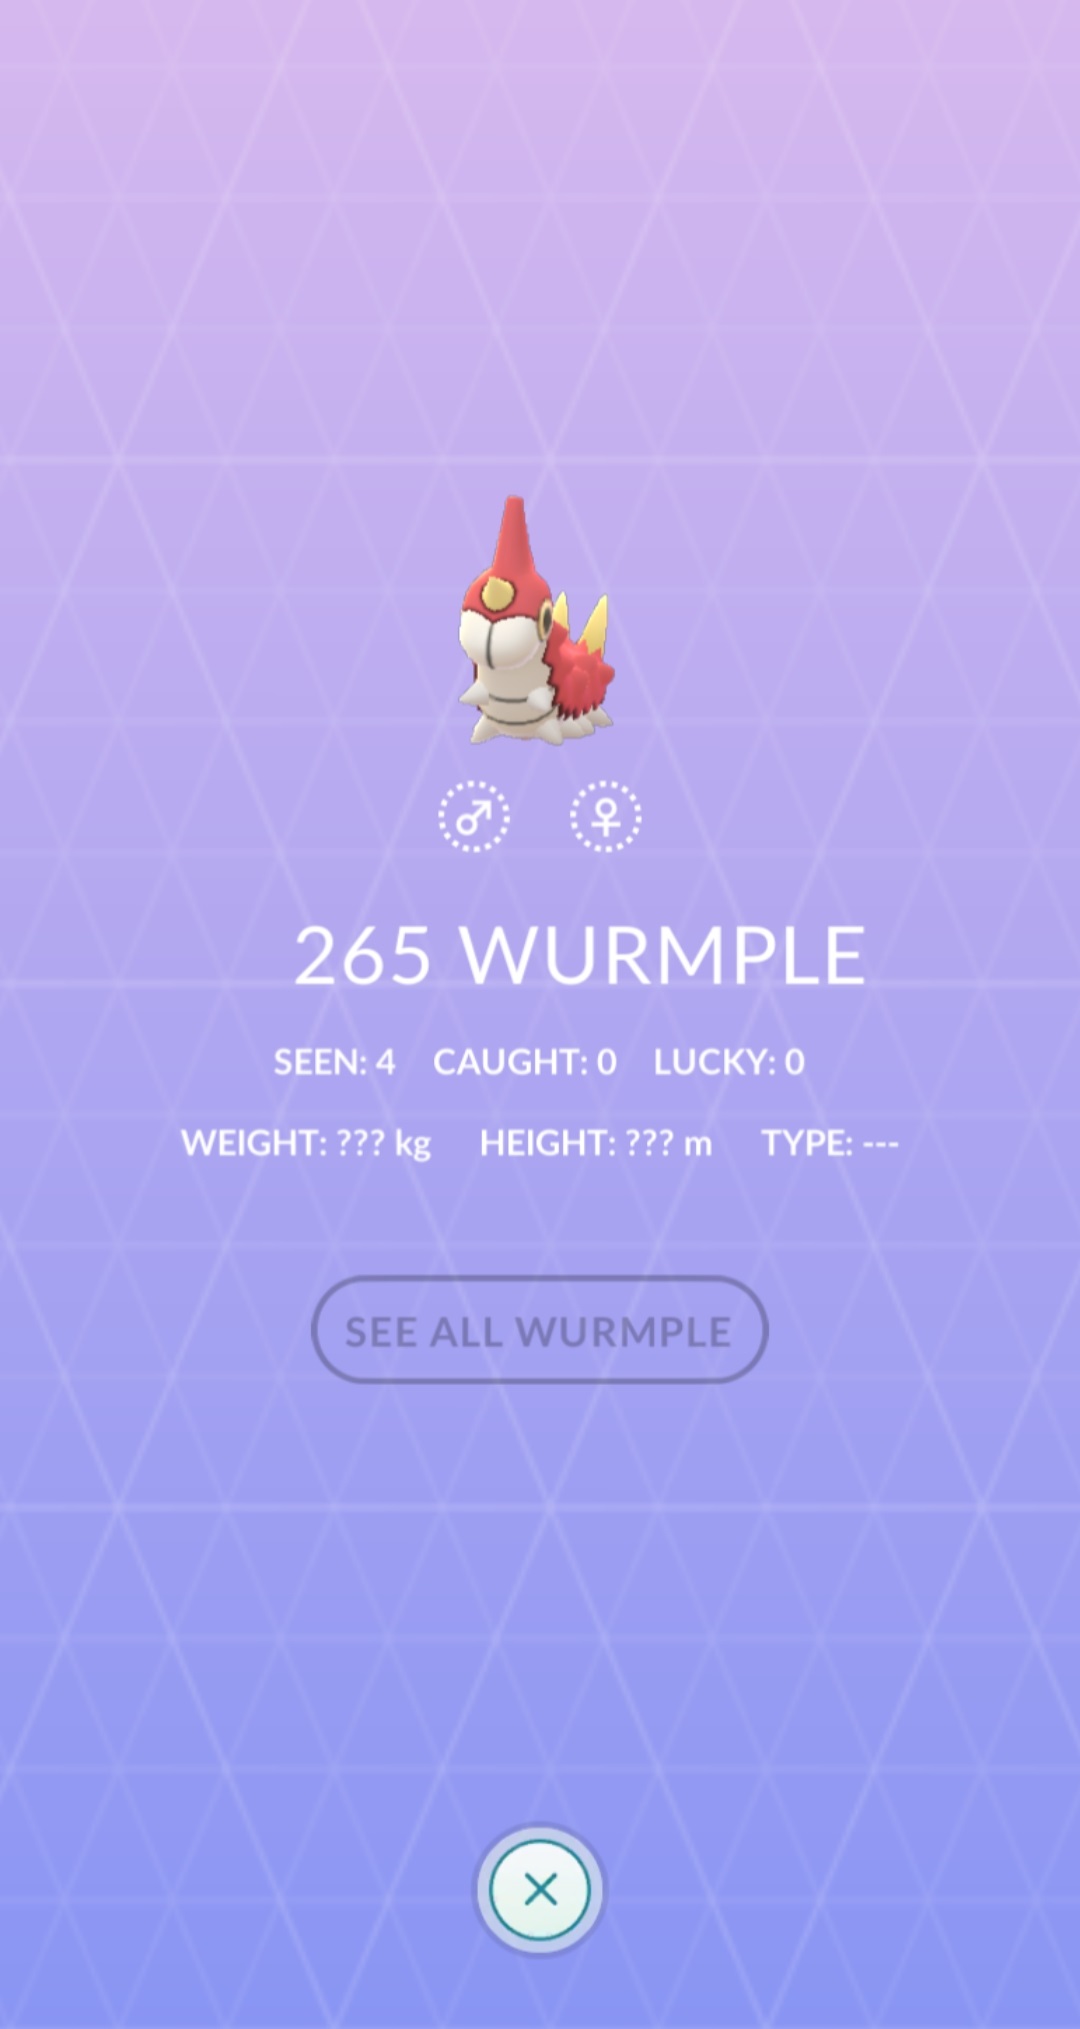 265 WURMPLE
SEEN: 4 CAUGHT: 0 LUCKY: 0
WEIGHT: ??? kg HEIGHT: ??? m TYPE: ---
SEE ALL WURMPLE